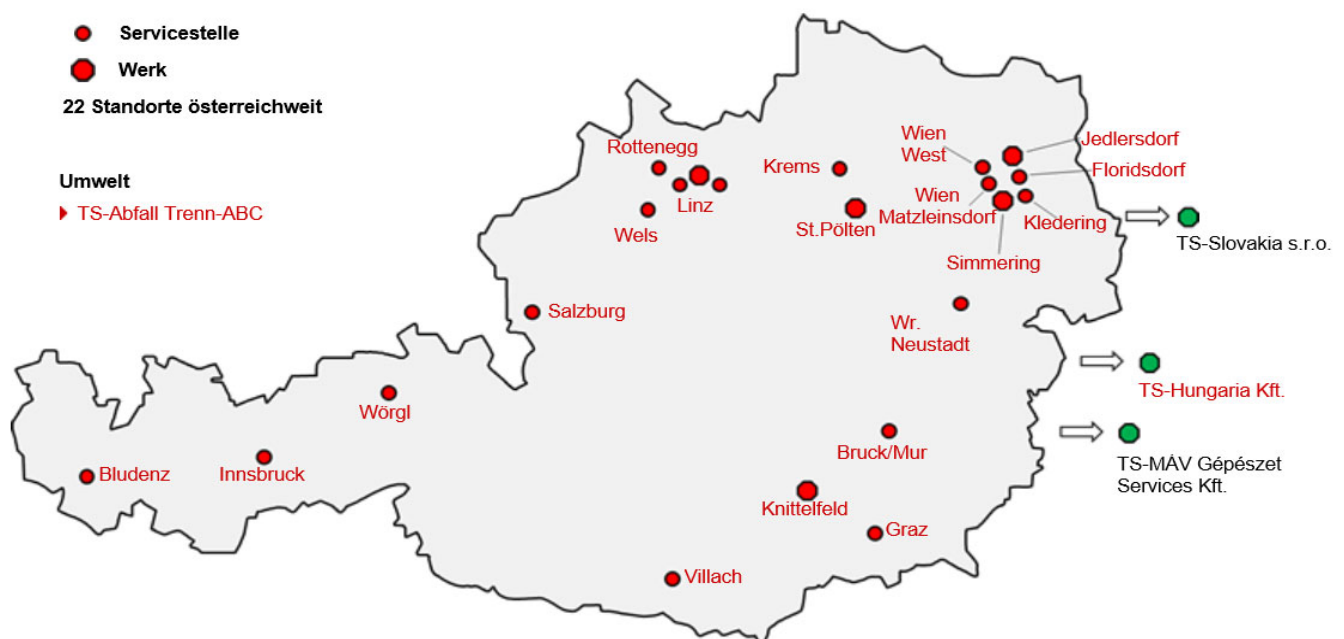 Servicestelle
Werk
22 Standorte österreichweit
Umwelt
TS-Abfall Trenn-ABC
Rottenegg
Linz
Wels
Krems
St.Pölten
Wien
West
Wien
Matzleinsdorf
Jedlersdorf
Floridsdorf
Kledering
Simmering
TS-Slovakia s.r.o.
Salzburg
Wr.
Neustadt
TS-Hungaria Kft.
Wörgl
Bruck/Mur
TS-MÁV Gépészet
Services Kft.
Bludenz
Innsbruck
Knittelfeld
Graz
Villach